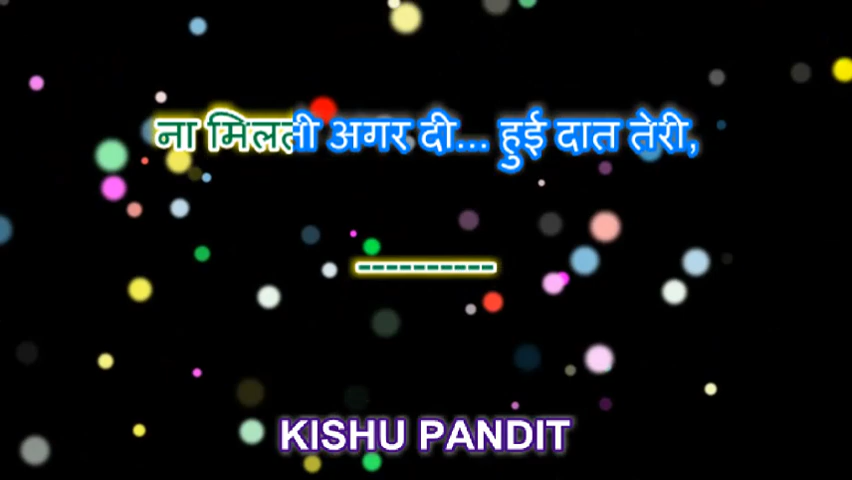 ना मिलती अगर दी... हुई दात तेरी,
----------
KISHU PANDIT